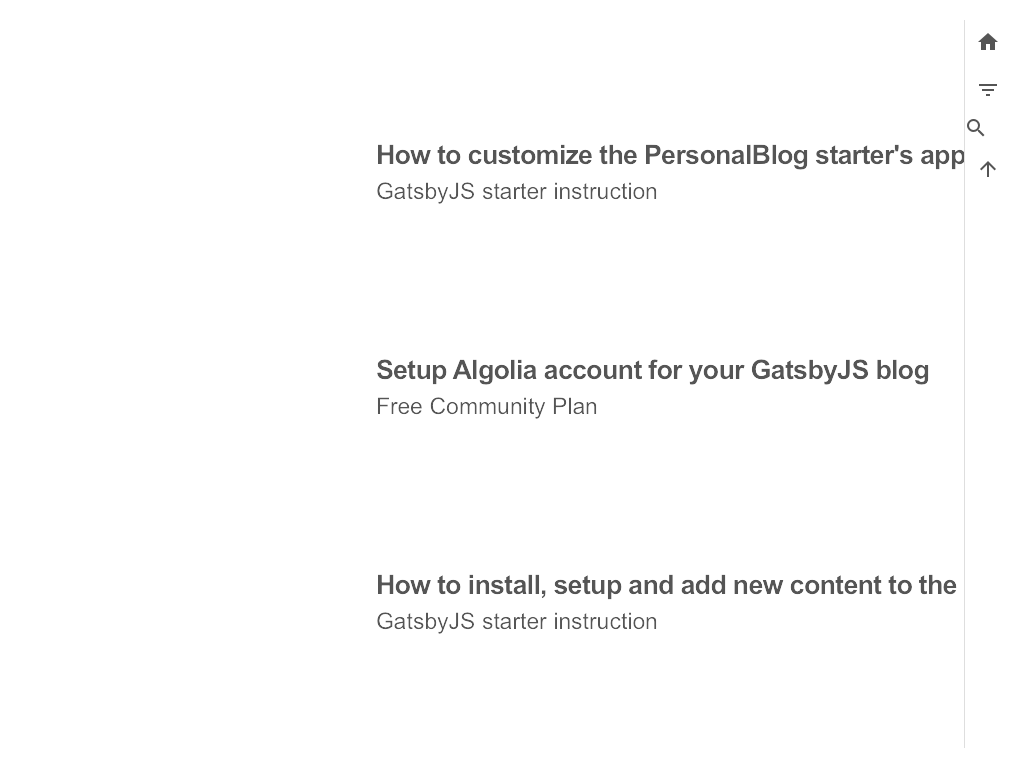 How to customize the PersonalBlog starter's app
GatsbyJS starter instruction
Setup Algolia account for your GatsbyJS blog
Free Community Plan
How to install, setup and add new content to the
GatsbyJS starter instruction